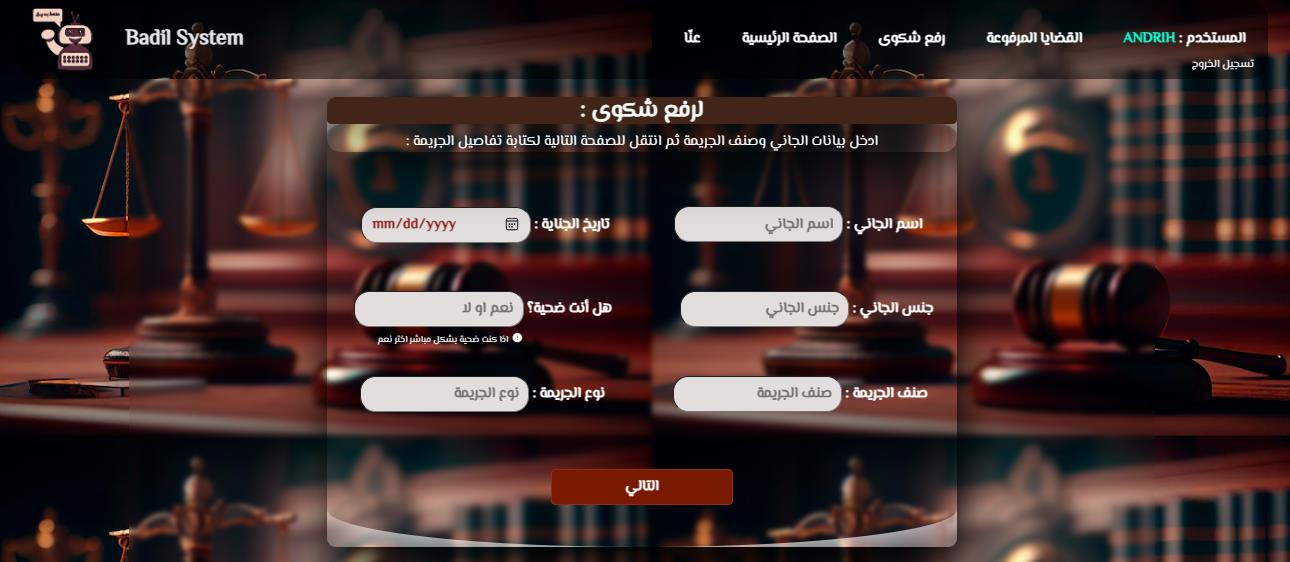 المستخدم : ANDRIH
القضايا المرفوعة
رفع شكوى
الصفحة الرئيسية
عنّا
Badil System
تسجيل الخروج
لرفع شكوى :
ادخل بيانات الجاني وصنف الجريمة ثم انتقل للصفحة التالية لكتابة تفاصيل الجريمة :
اسم الجاني : اسم الجاني
تاريخ الجناية : mm/dd/yyyy
جنس الجاني : جنس الجاني
هل أنت ضحية؟ نعم او لا
اذا كنت ضحية بشكل مباشر اختر نعم
صنف الجريمة : صنف الجريمة
نوع الجريمة : نوع الجريمة
التالي